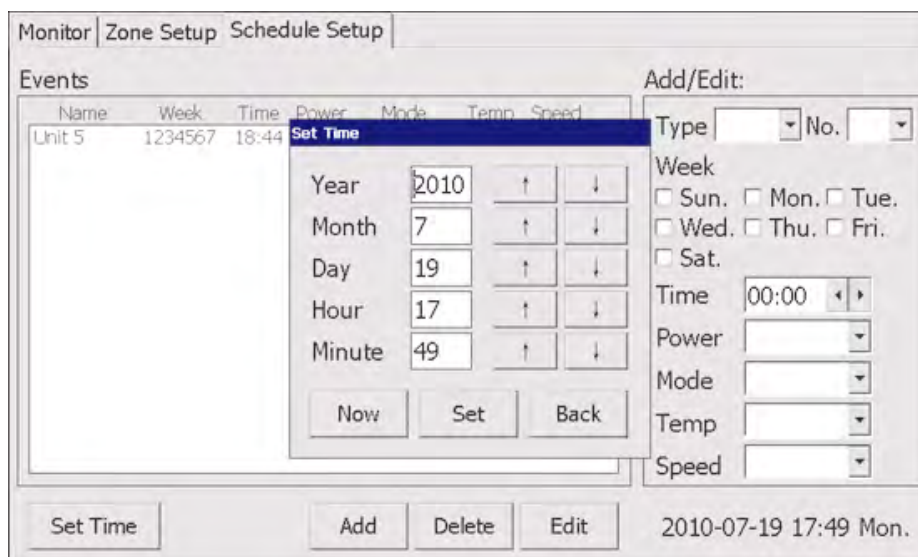 Monitor Zone Setup Schedule Setup
Events
Name Week Time Power Mode Temp Speed
Unit 5 1234567 18:44
Set Time
Year 2010 ↑ ↓
Month 7 ↑ ↓
Day 19 ↑ ↓
Hour 17 ↑ ↓
Minute 49 ↑ ↓
Now Set Back
Add/Edit:
Type No.
Week
Sun. Mon. Tue.
Wed. Thu. Fri.
Sat.
Time 00:00
Power
Mode
Temp
Speed
Set Time Add Delete Edit 2010-07-19 17:49 Mon.